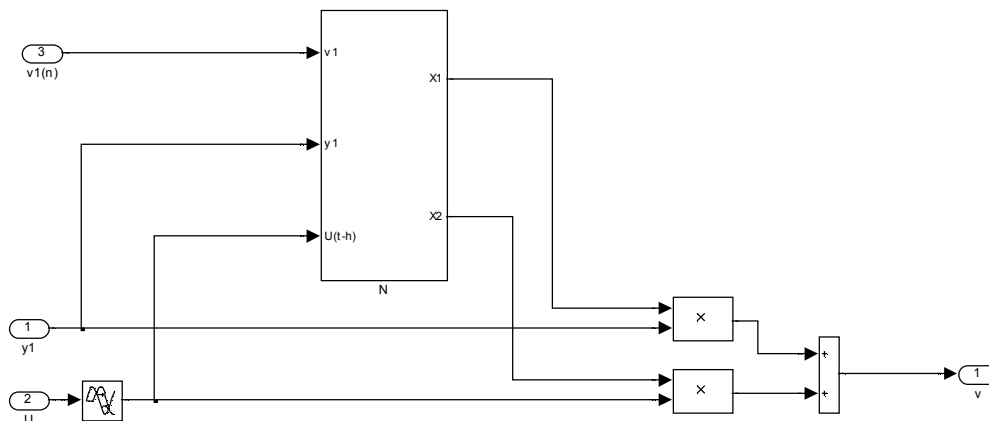 3
v1(n)
v1
X1
y1
X2
U(t-h)
N
1
y1
×
2
U
×
+
+
1
v